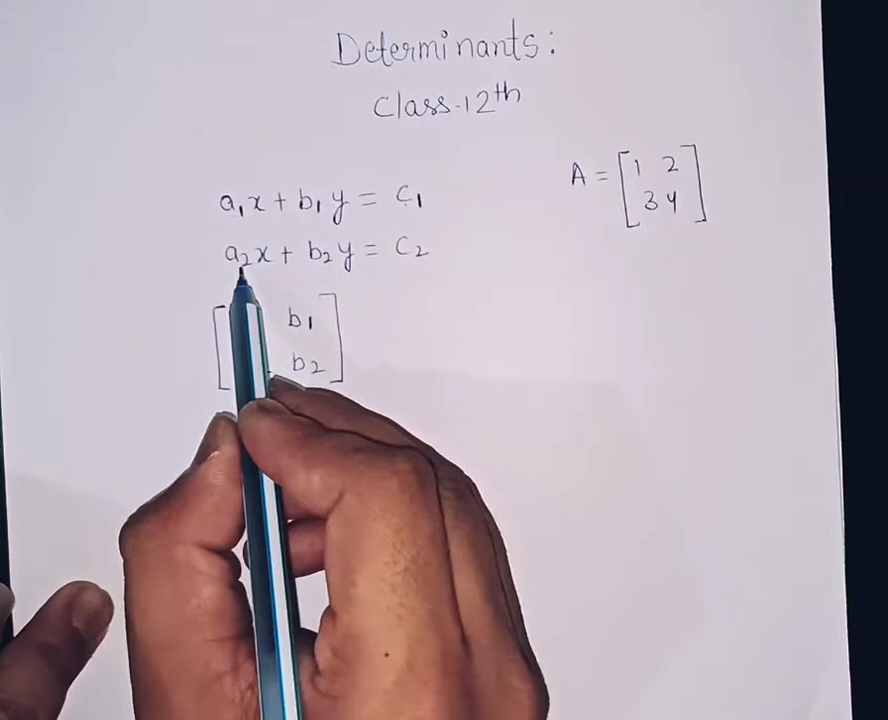 Determinants:
Class-12th
a₁x + b₁y = c₁
a₂x + b₂y = c₂
[ b₁
b₂ ]
A = [ 1 2
3 4 ]